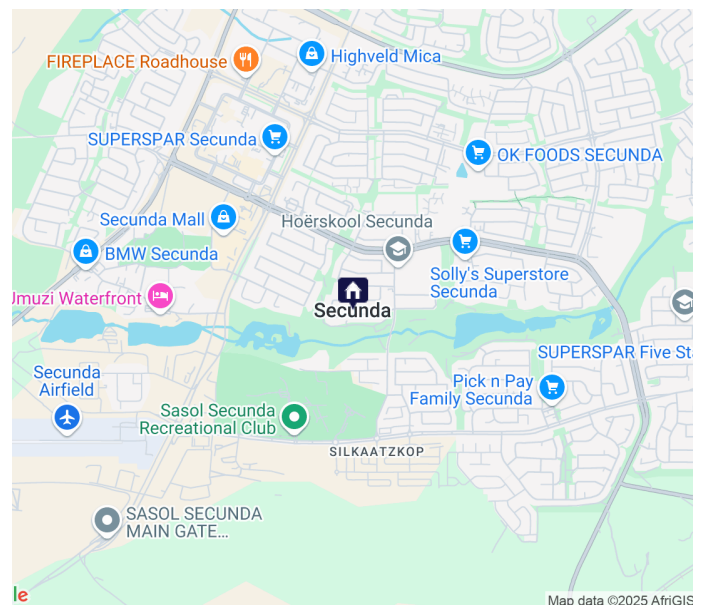 Highveld Mica
FIREPLACE Roadhouse
SUPERSPAR Secunda
OK FOODS SECUNDA
Secunda Mall
Hoërskool Secunda
BMW Secunda
Solly's Superstore
Secunda
Umuzi Waterfront
Secunda
SUPERSPAR Five Sta
Secunda
Airfield
Pick n Pay
Family Secunda
Sasol Secunda
Recreational Club
SILKAATZKOP
SASOL SECUNDA
MAIN GATE...
le
Map data ©2025 AfriGIS